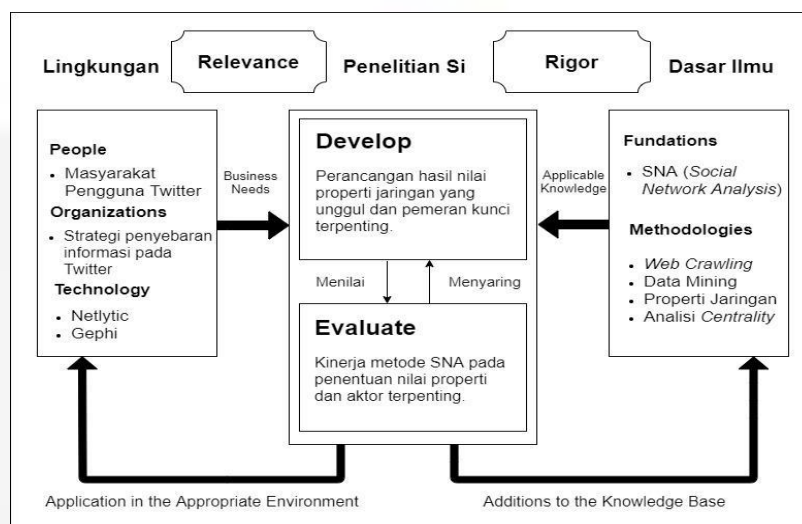 Lingkungan
Relevance
Penelitian Si
Rigor
Dasar Ilmu
People
• Masyarakat
Pengguna Twitter
Organizations
• Strategi penyebaran
informasi pada
Twitter
Technology
• Netlytic
• Gephi
Business
Needs
Develop
Perancangan hasil nilai
properti jaringan yang
unggul dan pemeran kunci
terpenting.
Menilai
Menyaring
Evaluate
Kinerja metode SNA pada
penentuan nilai properti
dan aktor terpenting.
Applicable
Knowledge
Fundations
• SNA (Social
Network Analysis)
Methodologies
• Web Crawling
• Data Mining
• Properti Jaringan
• Analisi Centrality
Application in the Appropriate Environment
Additions to the Knowledge Base